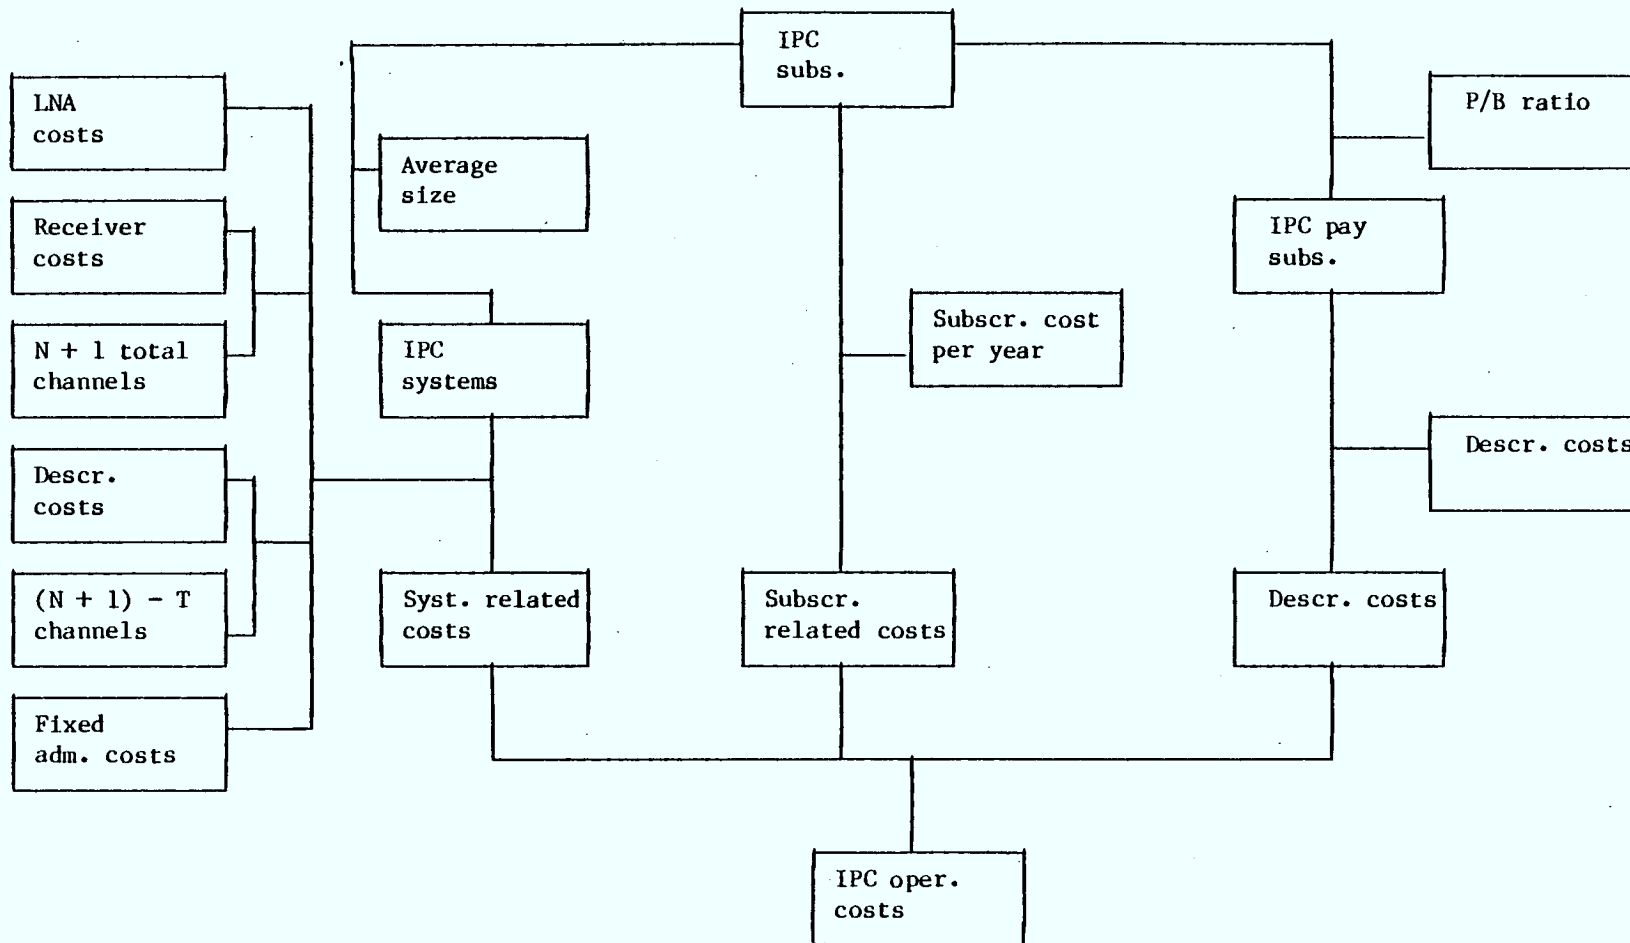 IPC
subs.
LNA
costs
P/B ratio
Average
size
Receiver
costs
IPC pay
subs.
Subscr. cost
per year
N + 1 total
channels
IPC
systems
Descr.
costs
Descr. costs
(N + 1) - T
channels
Syst. related
costs
Subscr.
related costs
Descr. costs
Fixed
adm. costs
IPC oper.
costs